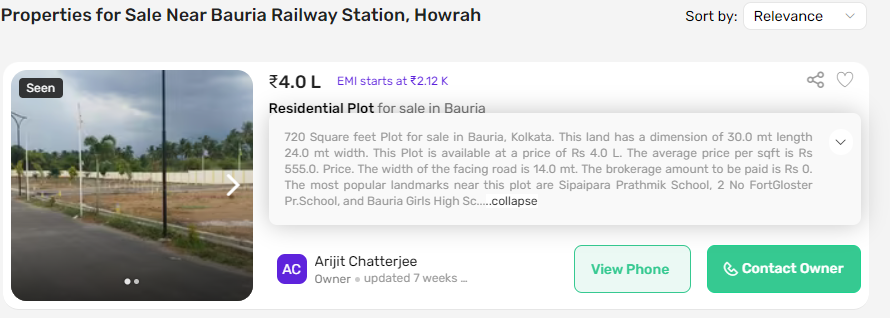 Properties for Sale Near Bauria Railway Station, Howrah
Sort by: Relevance
Seen
₹4.0 L EMI starts at ₹2.12 K
Residential Plot for sale in Bauria
720 Square feet Plot for sale in Bauria, Kolkata. This land has a dimension of 30.0 mt length
24.0 mt width. This Plot is available at a price of Rs 4.0 L. The average price per sqft is Rs
555.0. Price. The width of the facing road is 14.0 mt. The brokerage amount to be paid is Rs 0.
The most popular landmarks near this plot are Sipaipara Prathmik School, 2 No FortGloster
Pr.School, and Bauria Girls High Sc.....collapse
AC
Arijit Chatterjee
Owner updated 7 weeks ...
View Phone
Contact Owner